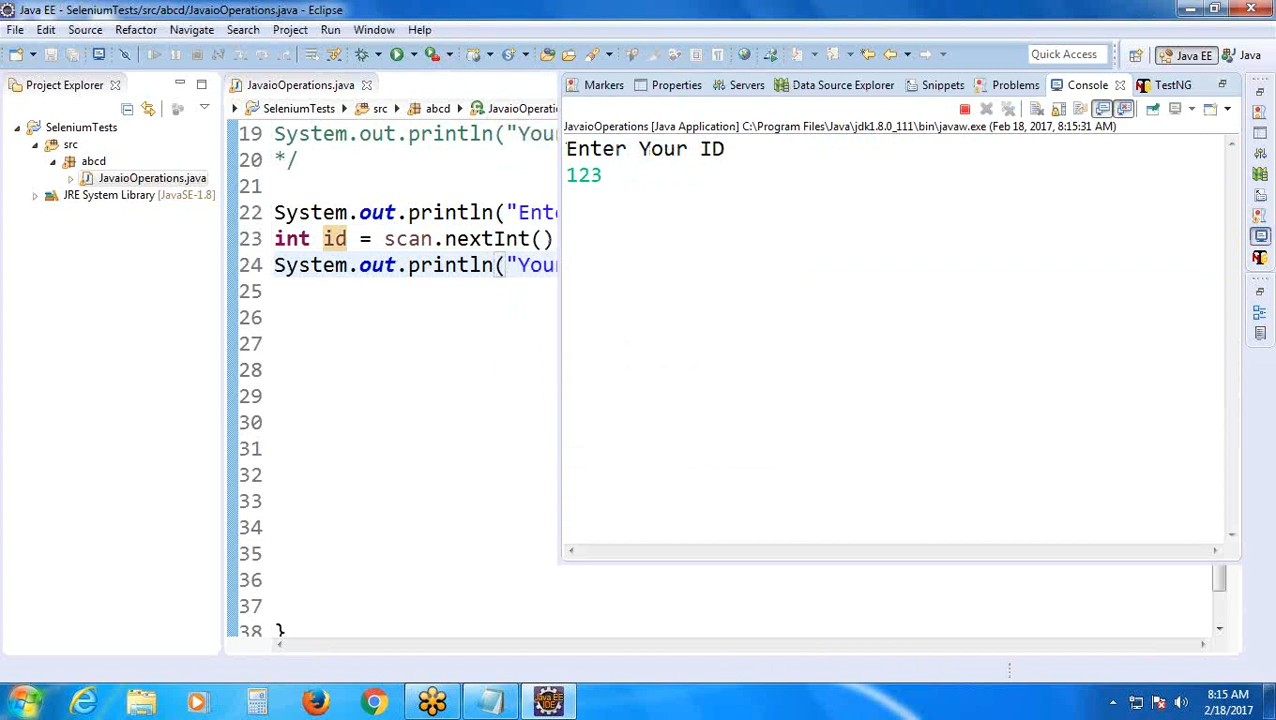 Java EE - SeleniumTests/src/abcd/JavaioOperations.java - Eclipse
File Edit Source Refactor Navigate Search Project Run Window Help
Quick Access
Java EE
Java
Project Explorer
JavaioOperations.java
Markers Properties Servers Data Source Explorer Snippets Problems Console TestNG
SeleniumTests src abcd
SeleniumTests
src
abcd
JavaioOperations.java
JRE System Library [JavaSE-1.8]
JavaioOperations [Java Application] C:\Program Files\Java\jdk1.8.0_111\bin\javaw.exe (Feb 18, 2017, 8:15:31 AM)
Enter Your ID
123
19 System.out.println("You
20 */
21
22 System.out.println("Ente
23 int id = scan.nextInt()
24 System.out.println("Your
25
26
27
28
29
30
31
32
33
34
35
36
37
38 }
Java EE IDE
8:15 AM
2/18/2017